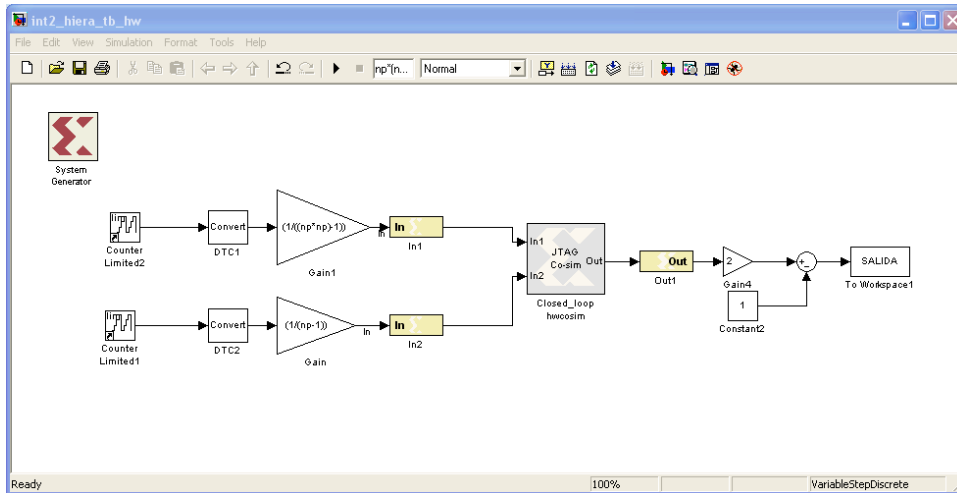 int2_hiera_tb_hw
File Edit View Simulation Format Tools Help
np*(n... Normal
System
Generator
lim
Counter
Limited2
Convert
DTC1
(1/((np*np)-1))
Gain1
In
In
In1
In1
In2
JTAG
Co-sim
Out
Closed_loop
hwcosim
Out
Out1
2
Gain4
1
Constant2
+
-
SALIDA
To Workspace1
lim
Counter
Limited1
Convert
DTC2
(1/(np-1))
Gain
In
In
In2
Ready 100% VariableStepDiscrete